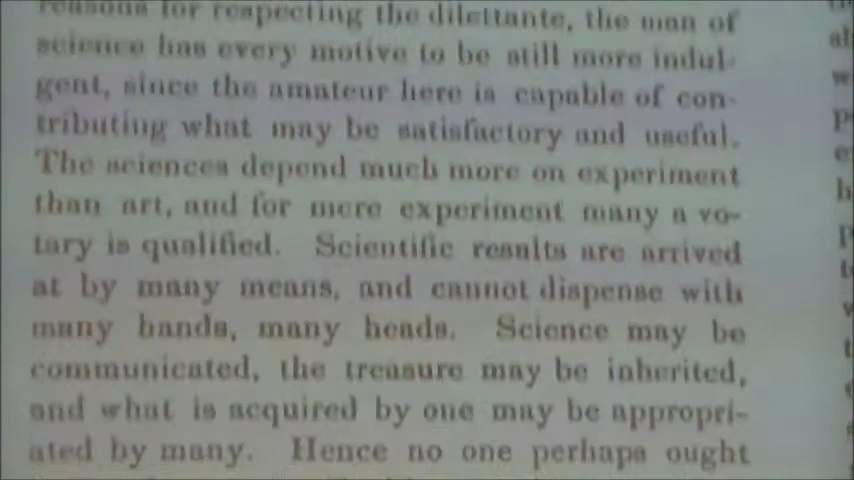 reasons for respecting the dilettante, the man of
science has every motive to be still more indul-
gent, since the amateur here is capable of con-
tributing what may be satisfactory and useful.
The sciences depend much more on experiment
than art, and for mere experiment many a vo-
tary is qualified. Scientific results are arrived
at by many means, and cannot dispense with
many hands, many heads. Science may be
communicated, the treasure may be inherited,
and what is acquired by one may be appropri-
ated by many. Hence no one perhaps ought